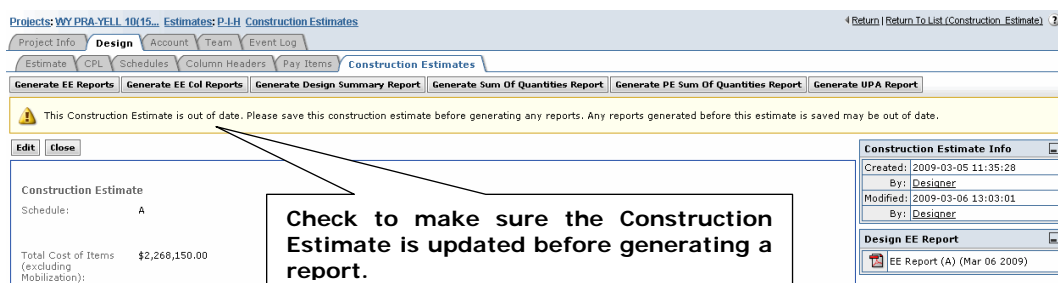 Projects: WY PRA-YELL 10(15... Estimates: P-I-H Construction Estimates
Return | Return To List (Construction Estimate) ?
Project Info Design Account Team Event Log
Estimate CPL Schedules Column Headers Pay Items Construction Estimates
Generate EE Reports Generate EE Col Reports Generate Design Summary Report Generate Sum Of Quantities Report Generate PE Sum Of Quantities Report Generate UPA Report
This Construction Estimate is out of date. Please save this construction estimate before generating any reports. Any reports generated before this estimate is saved may be out of date.
Edit Close
Construction Estimate
Schedule: A
Total Cost of Items $2,268,150.00
(excluding
Mobilization):
Check to make sure the Construction
Estimate is updated before generating a
report.
Construction Estimate Info
Created: 2009-03-05 11:35:28
By: Designer
Modified: 2009-03-06 13:03:01
By: Designer
Design EE Report
EE Report (A) (Mar 06 2009)